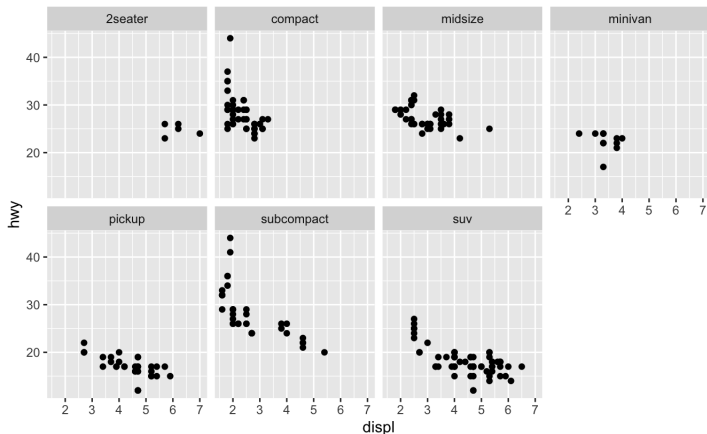 2seater compact midsize minivan
40
30
20
2 3 4 5 6 7
hwy
pickup subcompact suv
40
30
20
2 3 4 5 6 7 2 3 4 5 6 7 2 3 4 5 6 7
displ